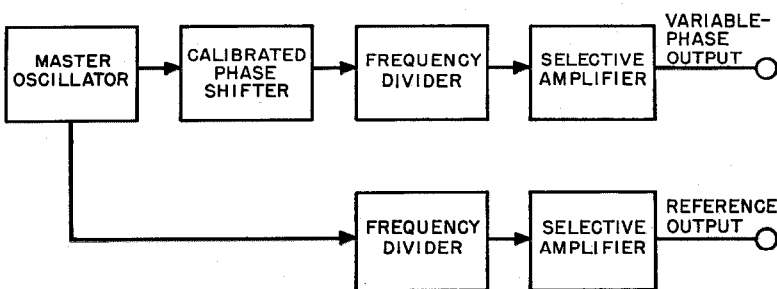 MASTER
OSCILLATOR
CALIBRATED
PHASE
SHIFTER
FREQUENCY
DIVIDER
SELECTIVE
AMPLIFIER
VARIABLE-
PHASE
OUTPUT
FREQUENCY
DIVIDER
SELECTIVE
AMPLIFIER
REFERENCE
OUTPUT